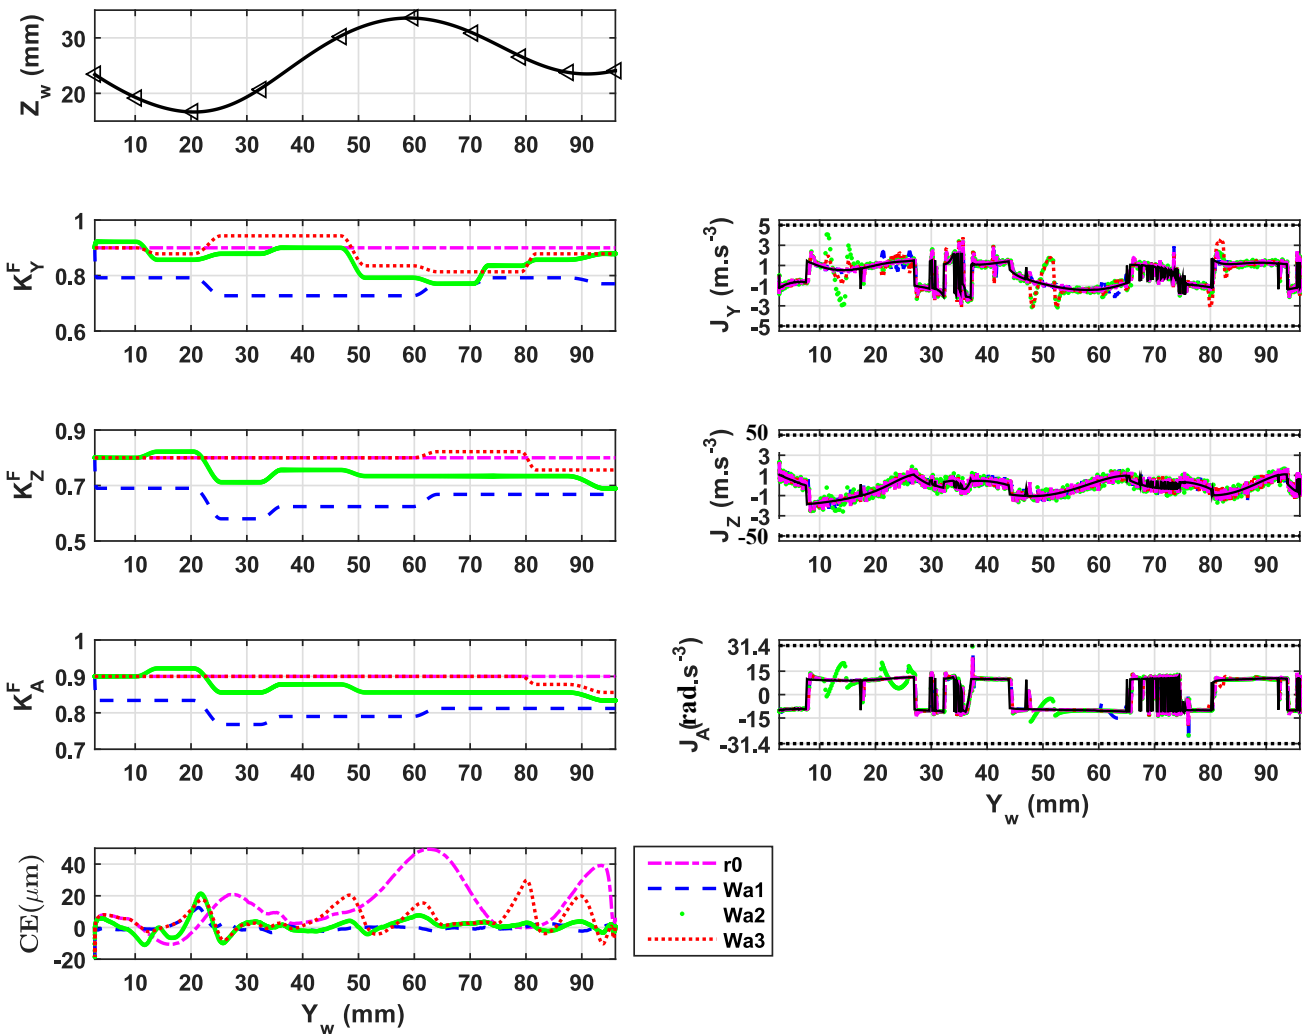 Z_w (mm)
30
20
10 20 30 40 50 60 70 80 90
K_Y^F
1
0.8
0.6
10 20 30 40 50 60 70 80 90
K_Z^F
0.9
0.7
0.5
10 20 30 40 50 60 70 80 90
K_A^F
1
0.9
0.8
0.7
10 20 30 40 50 60 70 80 90
CE(μm)
40
20
0
-20
10 20 30 40 50 60 70 80 90
Y_w (mm)
J_Y (m.s^-3)
5
3
1
-1
-3
-5
10 20 30 40 50 60 70 80 90
J_Z (m.s^-3)
50
3
1
-1
-3
-50
10 20 30 40 50 60 70 80 90
J_A(rad.s^-3)
31.4
15
0
-15
-31.4
10 20 30 40 50 60 70 80 90
Y_w (mm)
r0
Wa1
Wa2
Wa3